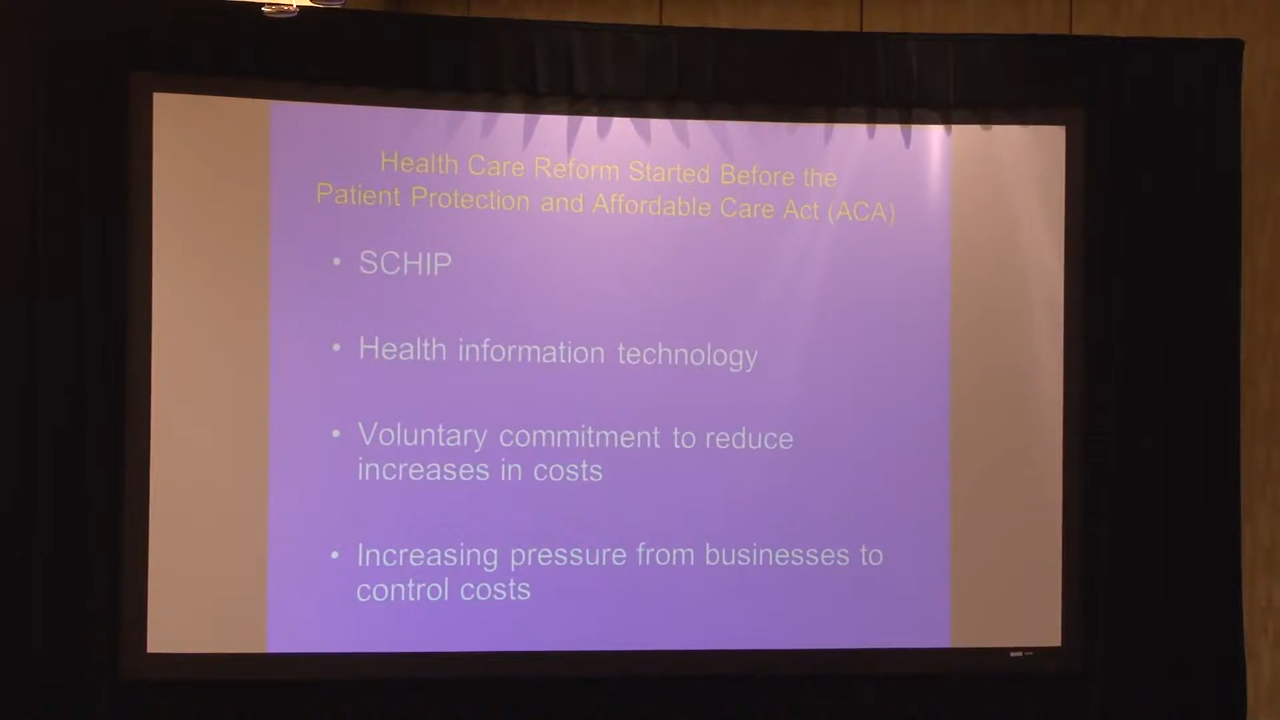 Health Care Reform Started Before the
Patient Protection and Affordable Care Act (ACA)
• SCHIP
• Health information technology
• Voluntary commitment to reduce
increases in costs
• Increasing pressure from businesses to
control costs